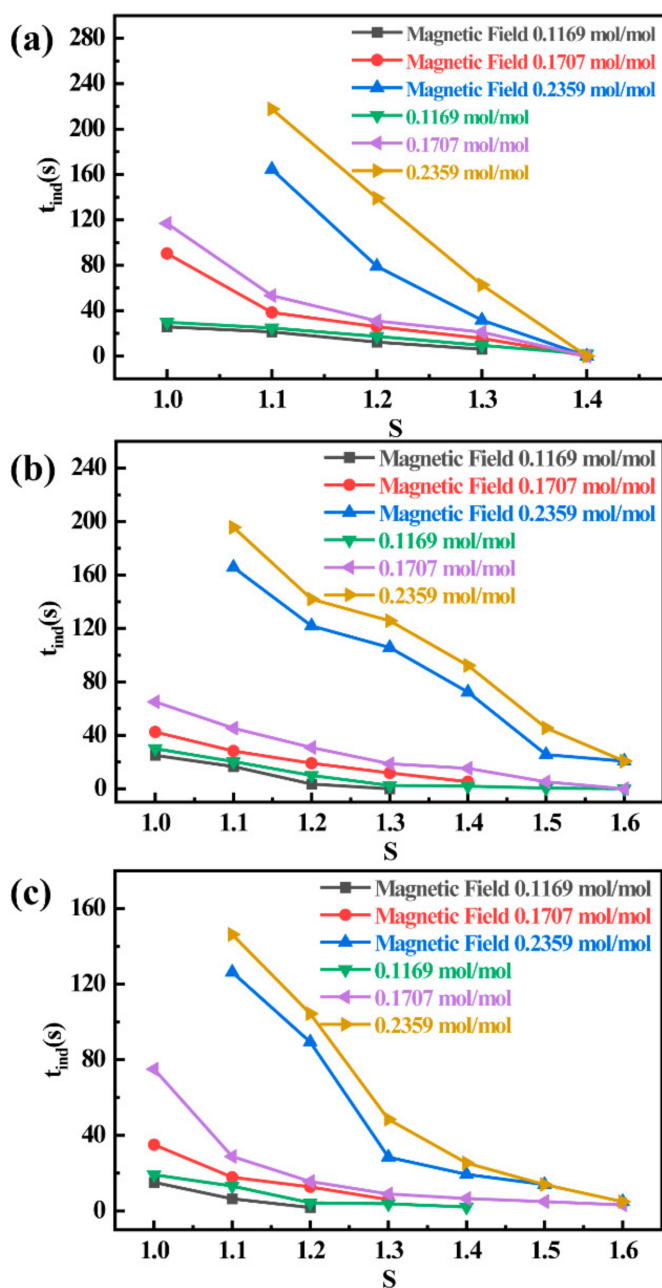 (a)
280
240
200
160
120
80
40
0
t_ind(s)
Magnetic Field 0.1169 mol/mol
Magnetic Field 0.1707 mol/mol
Magnetic Field 0.2359 mol/mol
0.1169 mol/mol
0.1707 mol/mol
0.2359 mol/mol
1.0 1.1 1.2 1.3 1.4
S
(b)
240
200
160
120
80
40
0
t_ind(s)
Magnetic Field 0.1169 mol/mol
Magnetic Field 0.1707 mol/mol
Magnetic Field 0.2359 mol/mol
0.1169 mol/mol
0.1707 mol/mol
0.2359 mol/mol
1.0 1.1 1.2 1.3 1.4 1.5 1.6
S
(c)
160
120
80
40
0
t_ind(s)
Magnetic Field 0.1169 mol/mol
Magnetic Field 0.1707 mol/mol
Magnetic Field 0.2359 mol/mol
0.1169 mol/mol
0.1707 mol/mol
0.2359 mol/mol
1.0 1.1 1.2 1.3 1.4 1.5 1.6
S